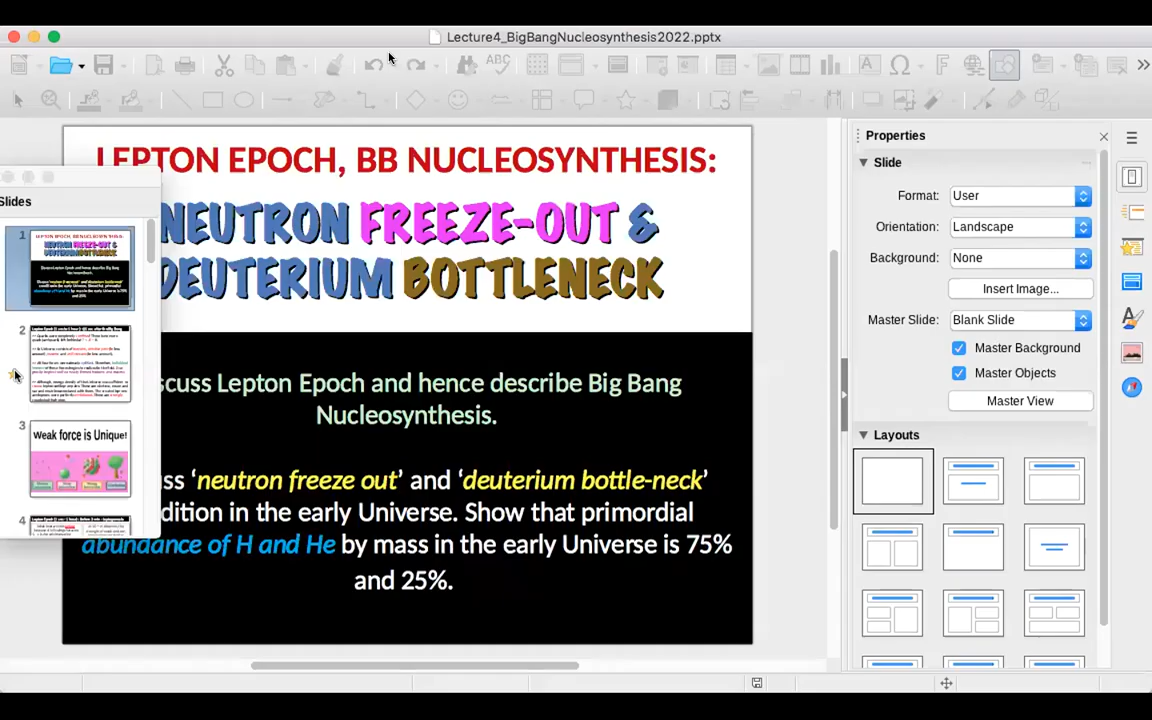 Lecture4_BigBangNucleosynthesis2022.pptx
LEPTON EPOCH, BB NUCLEOSYNTHESIS:
NEUTRON FREEZE-OUT &
DEUTERIUM BOTTLENECK
scuss Lepton Epoch and hence describe Big Bang
Nucleosynthesis.
ss ‘neutron freeze out’ and ‘deuterium bottle-neck’
dition in the early Universe. Show that primordial
abundance of H and He by mass in the early Universe is 75%
and 25%.
Slides
1
2
3
Weak force is Unique!
4
Properties
Slide
Format:
User
Orientation:
Landscape
Background:
None
Insert Image...
Master Slide:
Blank Slide
Master Background
Master Objects
Master View
Layouts